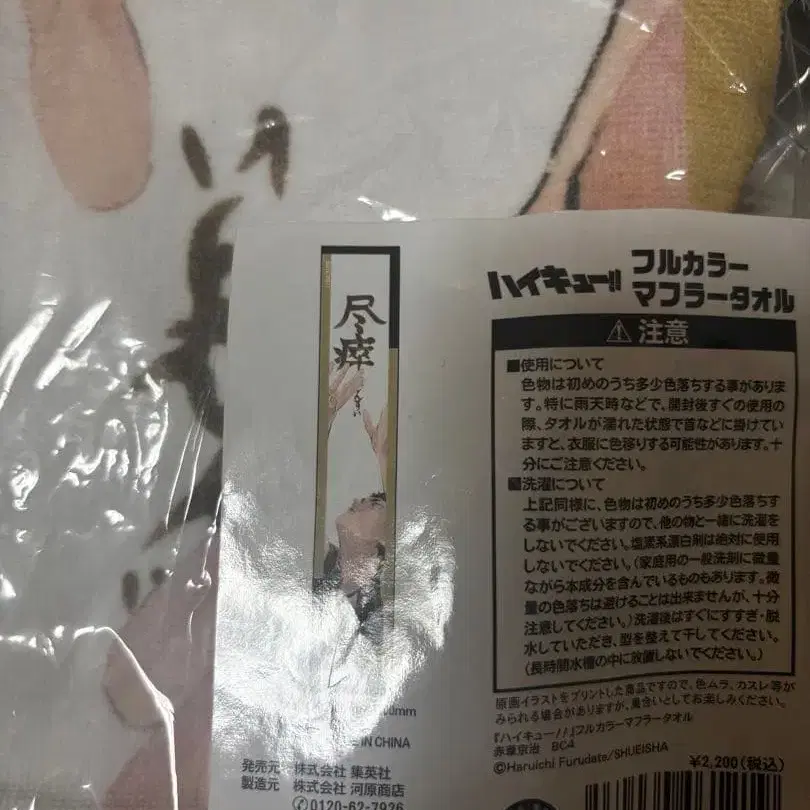 ハイキュー!!
フルカラー
マフラータオル
⚠注意
■使用について
色物は初めのうち多少色落ちする事がありま
す。特に雨天時などで、開封後すぐの使用の
際、タオルが濡れた状態で首などに掛けてい
ますと、衣服に色移りする可能性があります。十
分にご注意ください。
■洗濯について
上記同様に、色物は初めのうち多少色落ちす
る事がございますので、他の物と一緒に洗濯を
しないでください。塩素系漂白剤は絶対に使用
しないでください。(家庭用の一般洗剤に微量
ながら本成分を含んでいるものもあります。微
量の色落ちは避けることは出来ませんが、十分
注意してください。)洗濯後はすぐにすすぎ・脱
水していただき、型を整えて干してください。
(長時間水槽の中に放置しないでください。)
原画イラストをプリントした商品ですので、色ムラ、カスレ等が
みられる場合がありますが、風合いとしてお楽しみください。
『ハイキュー!!』フルカラーマフラータオル
赤葦京治 BC4
©Haruichi Furudate/SHUEISHA
¥2,200(税込)
尽瘁
mm
IN CHINA
発売元 株式会社 集英社
製造元 株式会社 河原商店
✆0120-62-7926